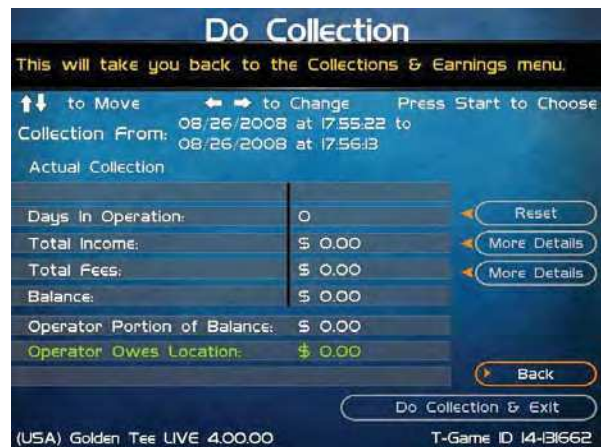 Do Collection
This will take you back to the Collections & Earnings menu.
to Move to Change Press Start to Choose
Collection From: 08/26/2008 at 17:55:22 to
08/26/2008 at 17:56:13
Actual Collection
Days In Operation: 0 Reset
Total Income: $ 0.00 More Details
Total Fees: $ 0.00 More Details
Balance: $ 0.00
Operator Portion of Balance: $ 0.00
Operator Owes Location: $ 0.00
Back
Do Collection & Exit
(USA) Golden Tee LIVE 4.00.00 T-Game ID 14-131662